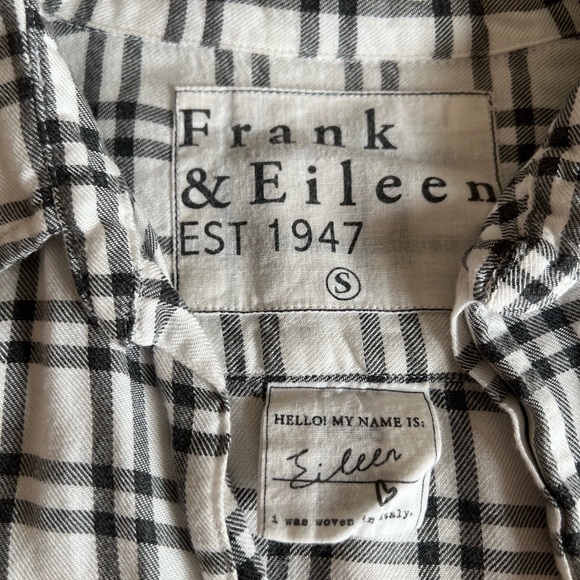 Frank
& Eileen
EST 1947
S
HELLO! MY NAME IS:
Eileen
i was woven in italy.